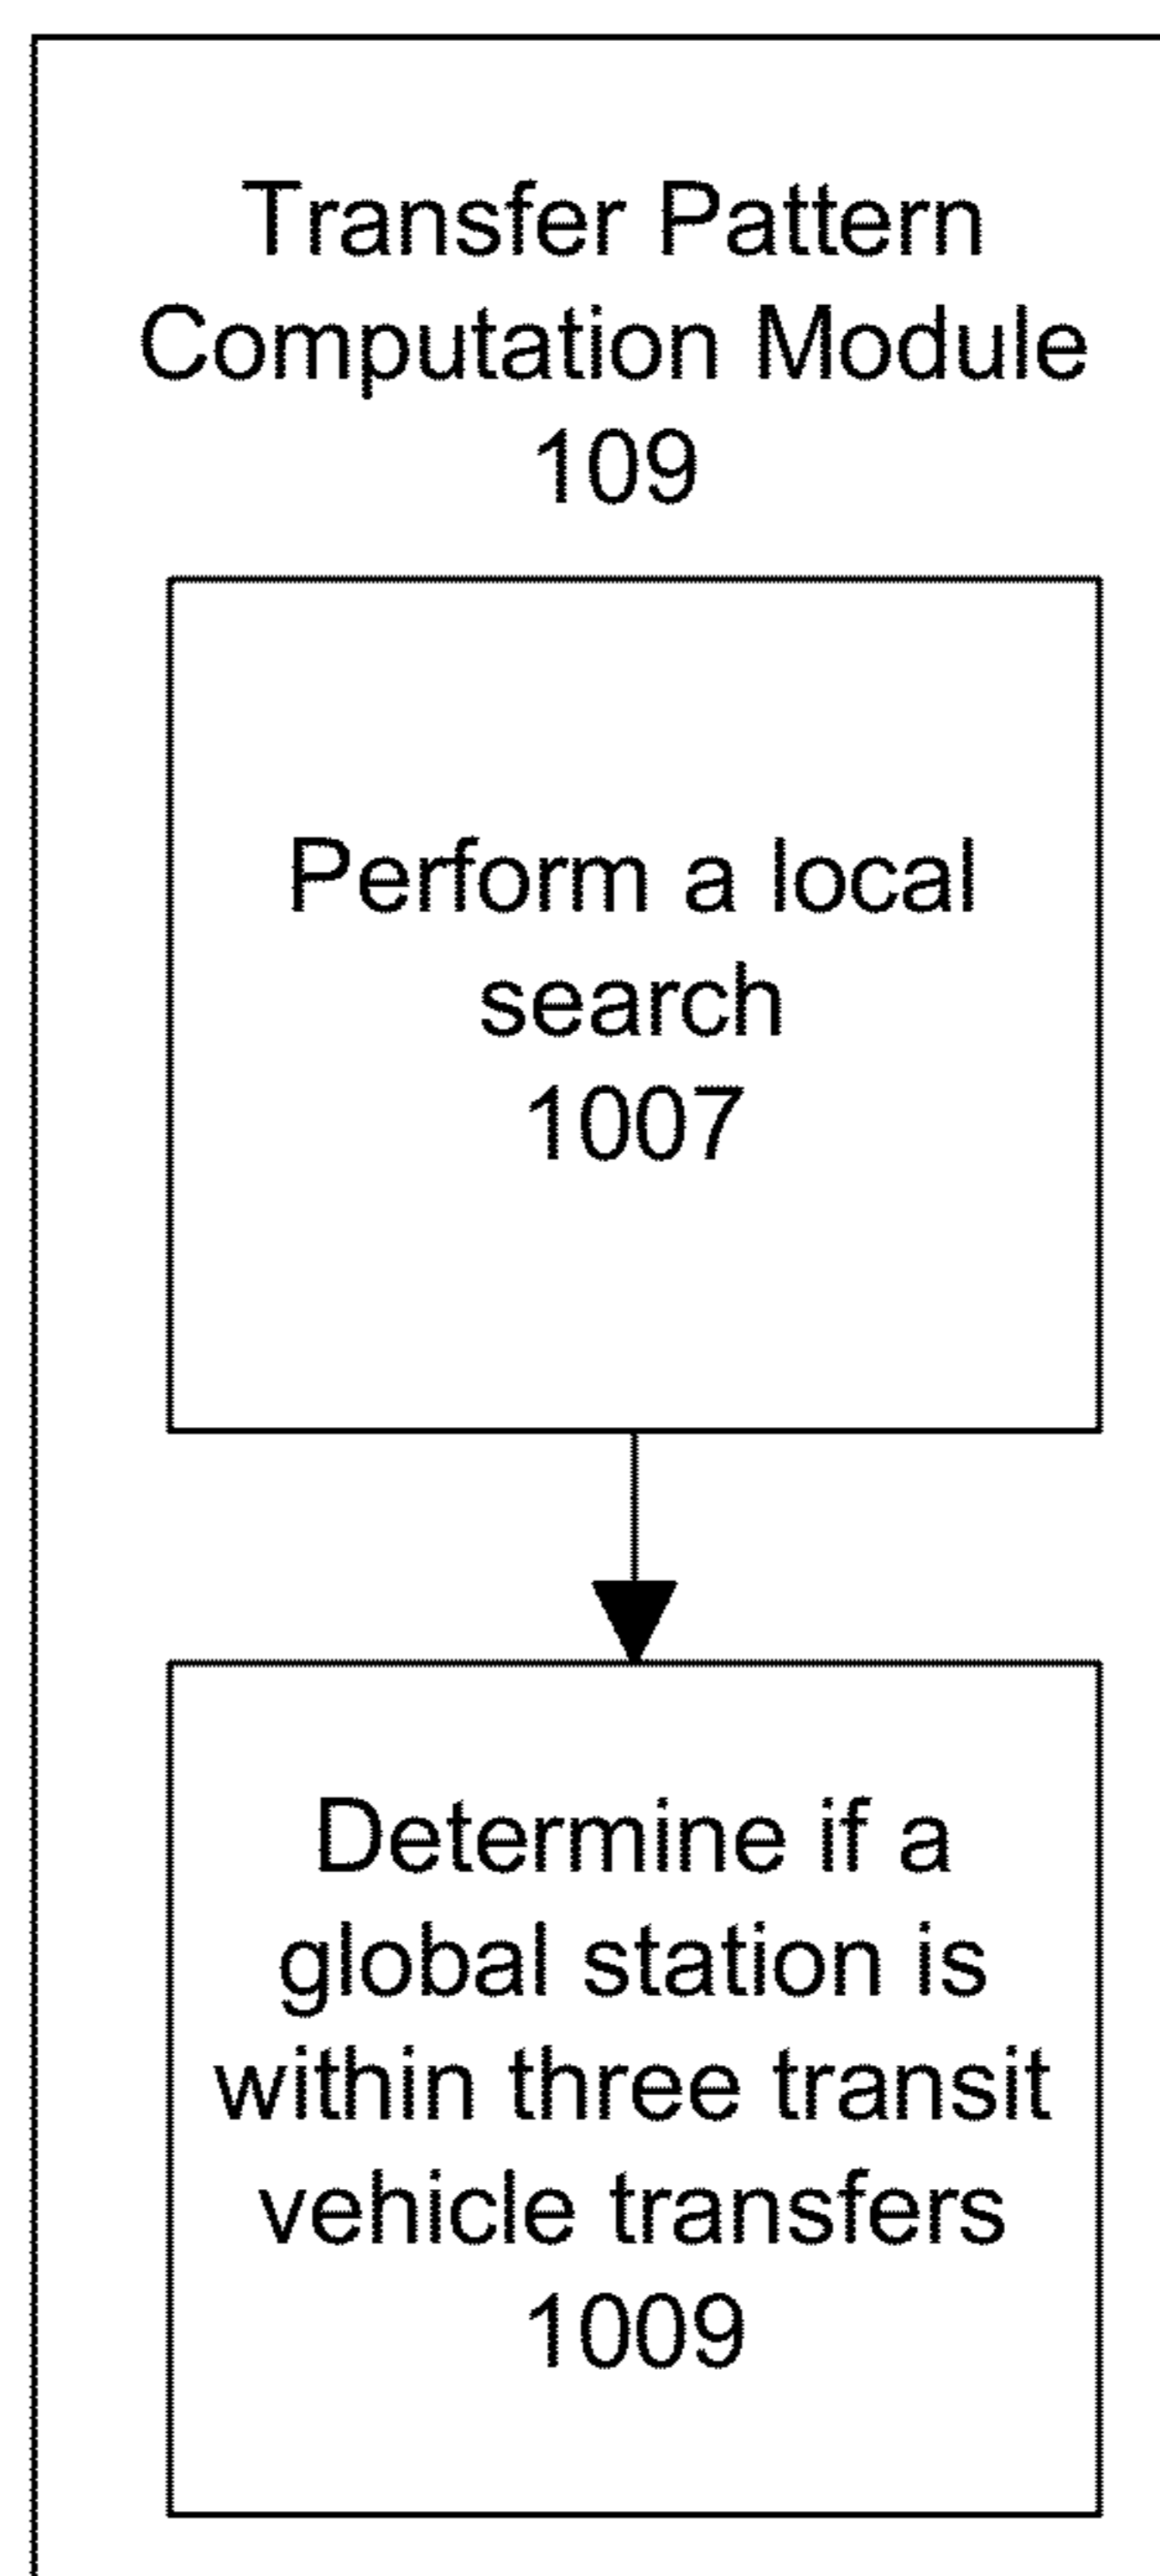 Transfer Pattern
Computation Module
109
Perform a local
search
1007
Determine if a
global station is
within three transit
vehicle transfers
1009